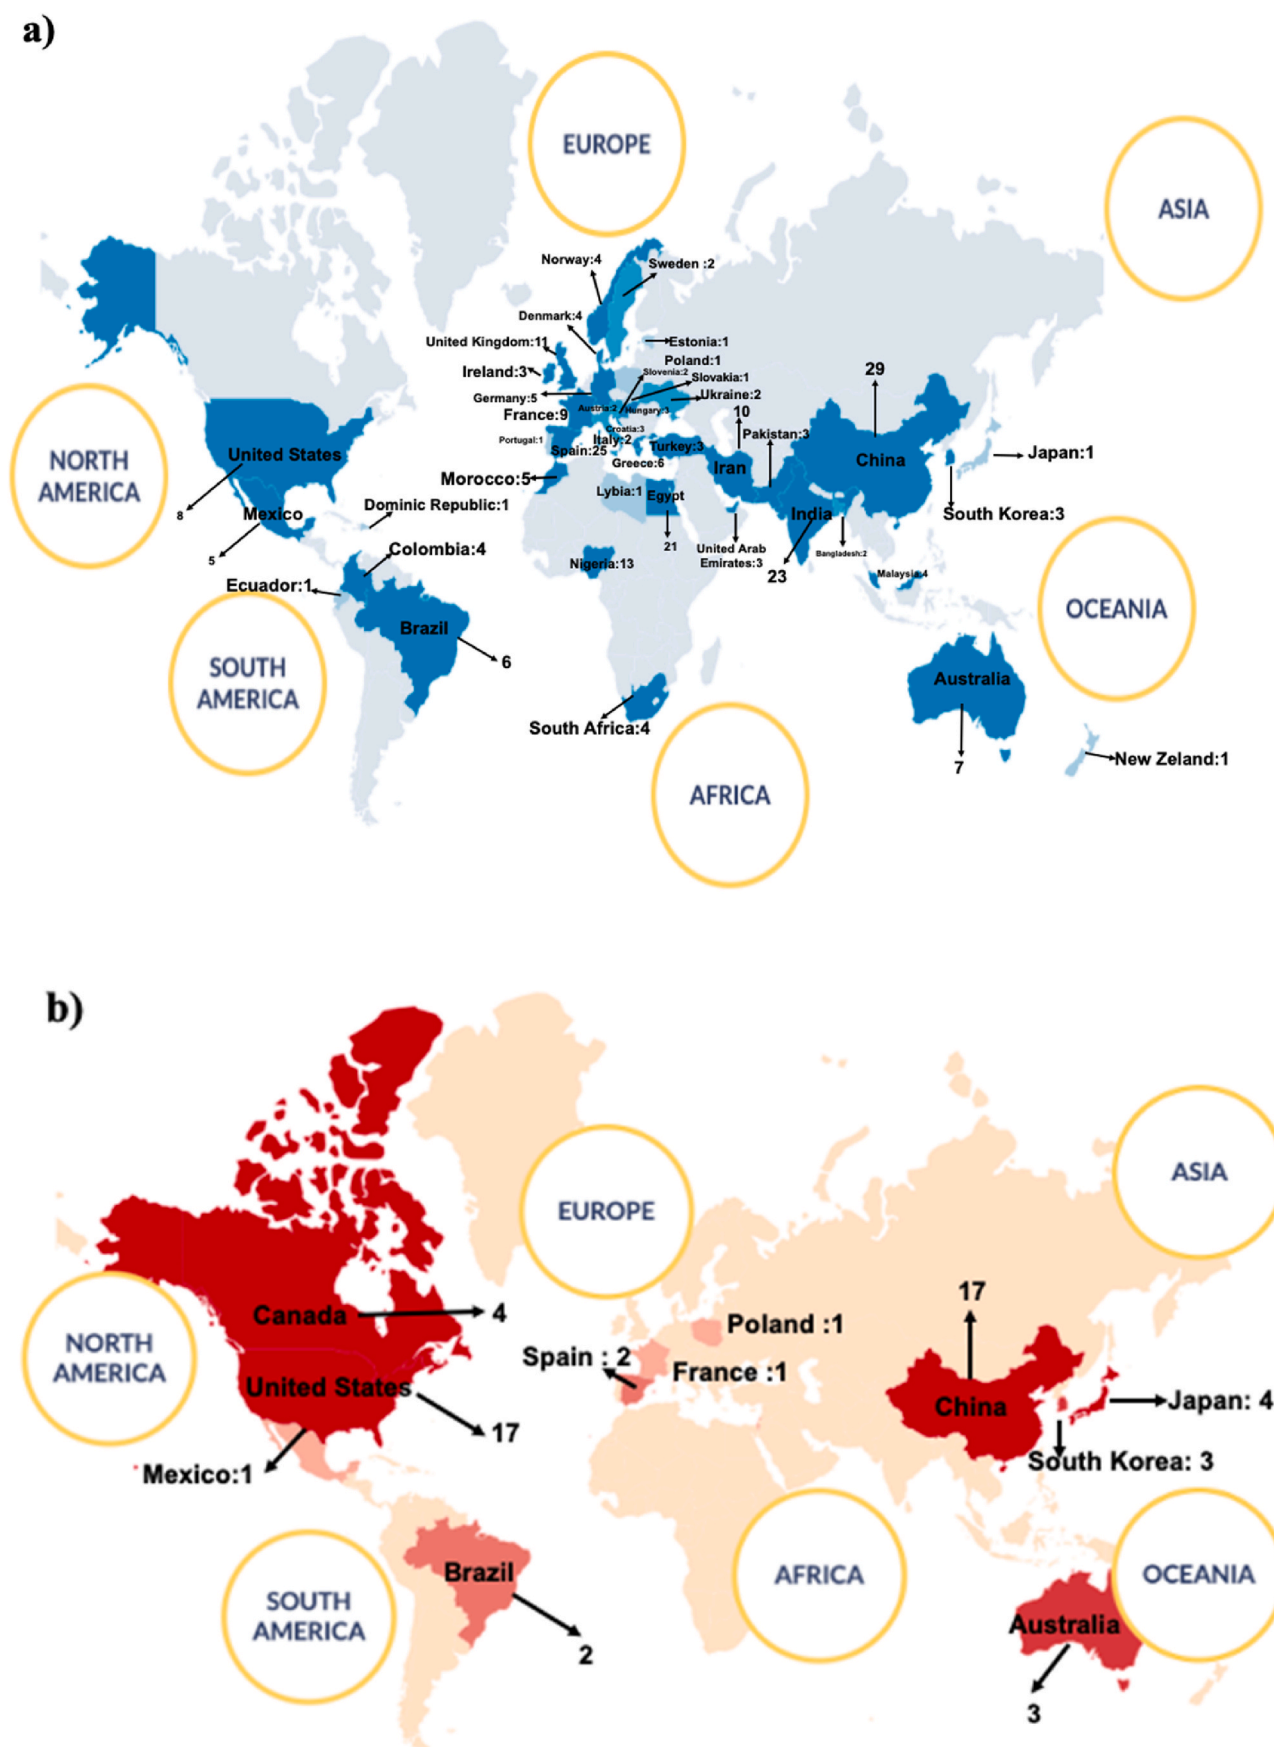 a)
EUROPE
ASIA
Norway:4
Sweden :2
Denmark:4
United Kingdom:11
Estonia:1
Poland:1
Ireland:3
Slovenia:2
Slovakia:1
29
Germany:5
Ukraine:2
Austria:2
Hungary:3
France:9
10
Croatia:3
Pakistan:3
Portugal:1
Italy:2
Spain:25
Turkey:3
United States
NORTH
AMERICA
Greece:6
Iran
China
Japan:1
Morocco:5
Lybia:1
Egypt
8
Mexico
Dominic Republic:1
India
South Korea:3
5
Colombia:4
21
United Arab
Emirates:3
Bangladesh:2
Nigeria:13
23
Malaysia:4
Ecuador:1
OCEANIA
Brazil
SOUTH
AMERICA
6
Australia
South Africa:4
7
New Zeland:1
AFRICA
b)
ASIA
EUROPE
17
Canada
4
Poland :1
NORTH
AMERICA
Spain : 2
France :1
United States
17
China
Japan: 4
Mexico:1
South Korea: 3
Brazil
AFRICA
OCEANIA
SOUTH
AMERICA
Australia
2
3